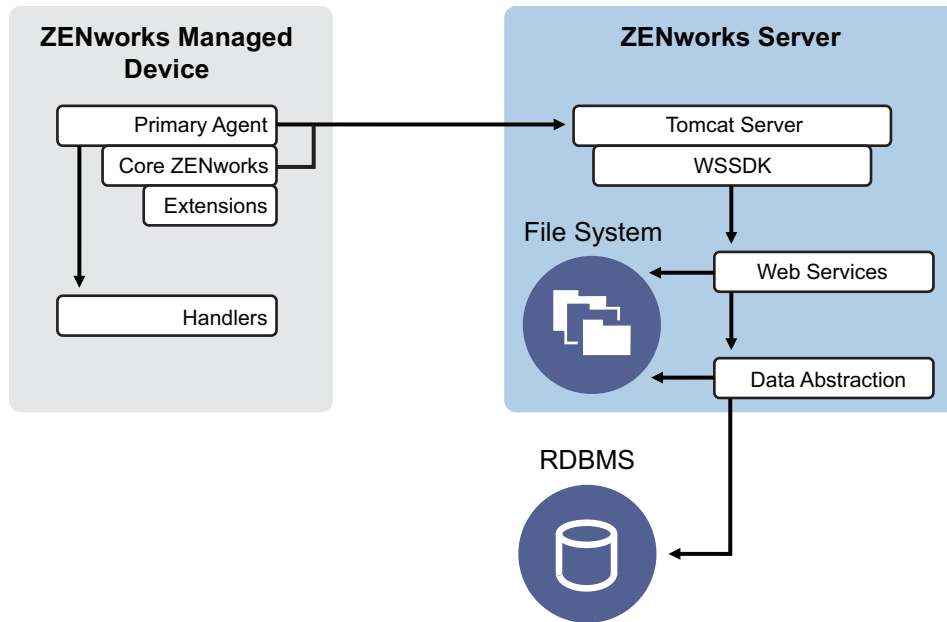 ZENworks Managed
Device
Primary Agent
Core ZENworks
Extensions
Handlers
ZENworks Server
Tomcat Server
WSSDK
File System
Web Services
Data Abstraction
RDBMS